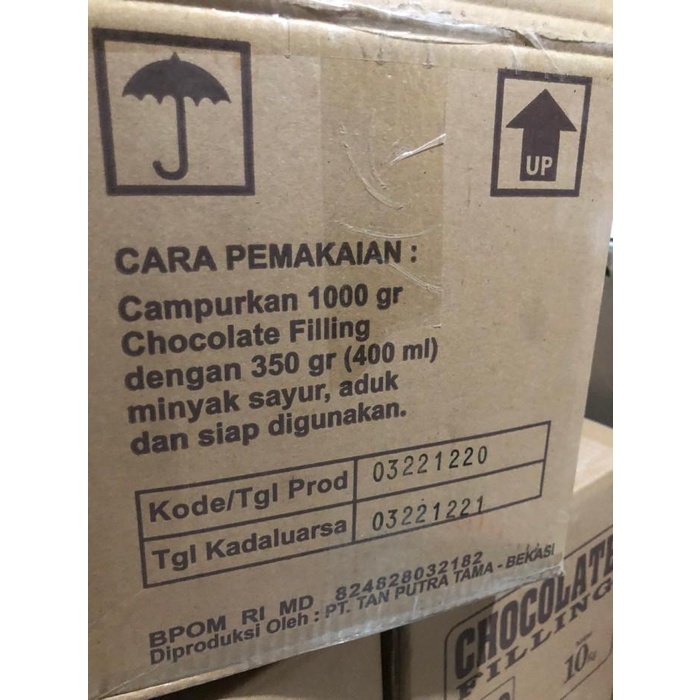 UP
CARA PEMAKAIAN :
Campurkan 1000 gr
Chocolate Filling
dengan 350 gr (400 ml)
minyak sayur, aduk
dan siap digunakan.
Kode/Tgl Prod 03221220
Tgl Kadaluarsa 03221221
BPOM RI MD 824828032182
Diproduksi Oleh : PT. TAN PUTRA TAMA - BEKASI
CHOCOLATE
FILLING
10 Kg